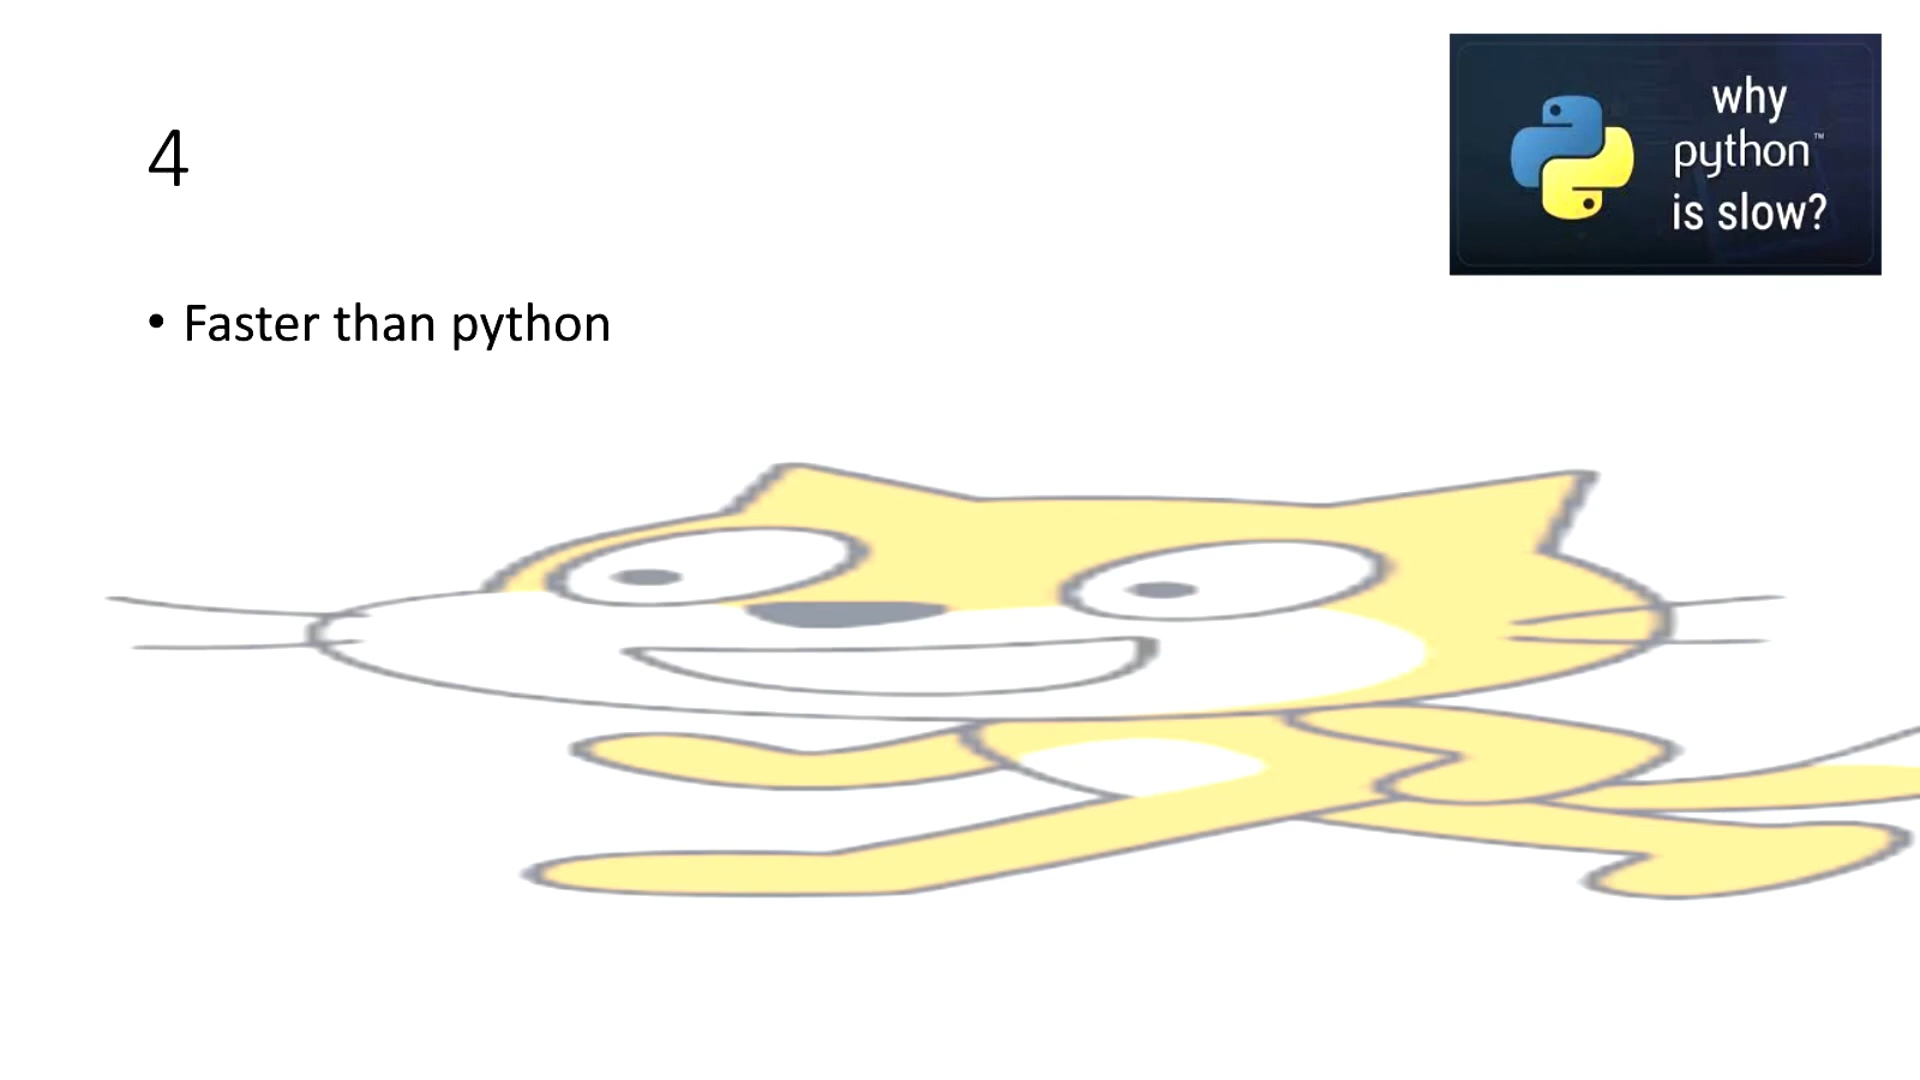 4
why
python™
is slow?
• Faster than python